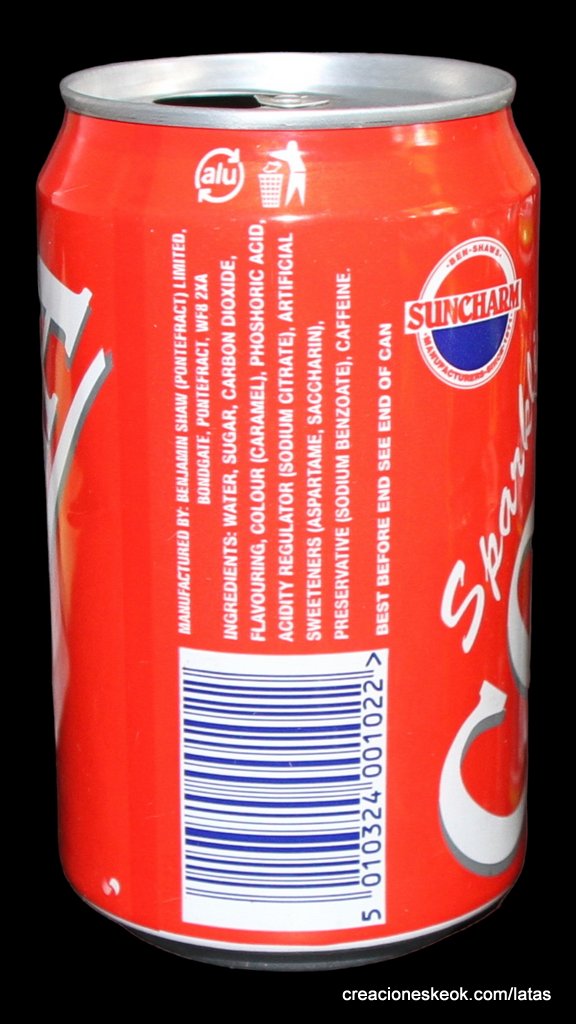 alu
MANUFACTURED BY: BENJAMIN SHAW (PONTEFRACT) LIMITED,
BONDGATE, PONTEFRACT, WF8 2XA
INGREDIENTS: WATER, SUGAR, CARBON DIOXIDE,
FLAVOURING, COLOUR (CARAMEL), PHOSHORIC ACID,
ACIDITY REGULATOR (SODIUM CITRATE), ARTIFICIAL
SWEETENERS (ASPARTAME, SACCHARIN),
PRESERVATIVE (SODIUM BENZOATE), CAFFEINE.
BEST BEFORE END SEE END OF CAN
5 010324 001022 >
·BEN-SHAWS·
SUNCHARM
creacioneskeok.com/latas